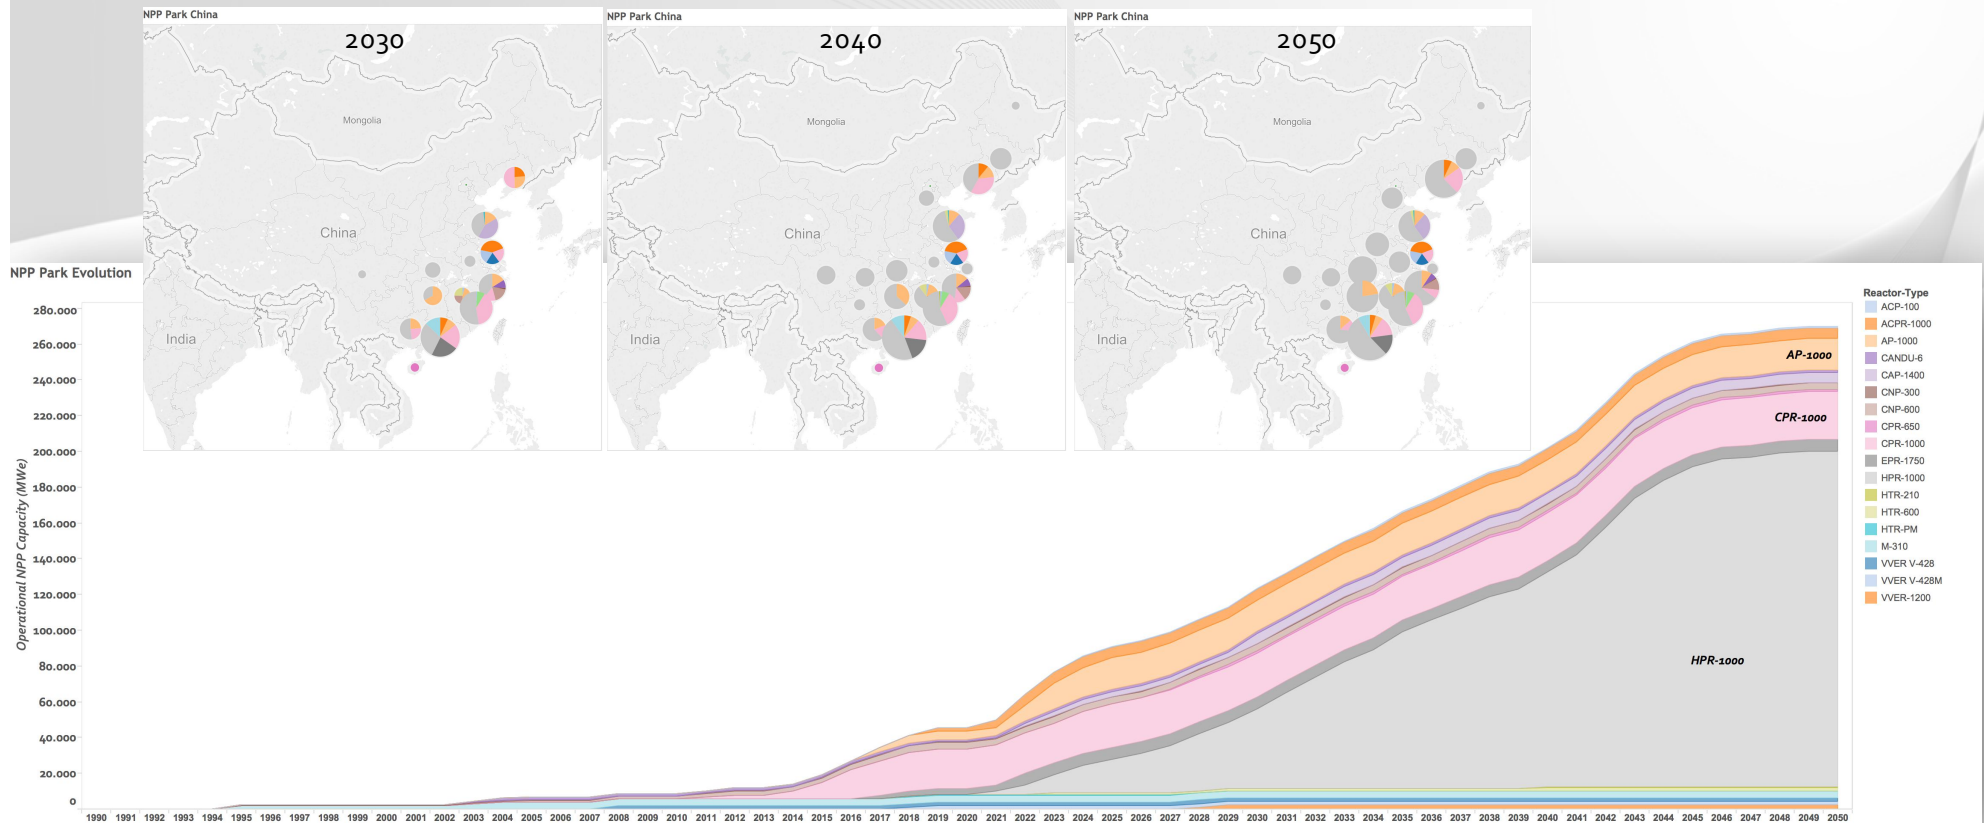 NPP Park China
2030
Mongolia
China
India
NPP Park China
2040
Mongolia
China
India
NPP Park China
2050
Mongolia
China
India
NPP Park Evolution
Operational NPP Capacity (MWe)
280.000
260.000
240.000
220.000
200.000
180.000
160.000
140.000
120.000
100.000
80.000
60.000
40.000
20.000
0
1990 1991 1992 1993 1994 1995 1996 1997 1998 1999 2000 2001 2002 2003 2004 2005 2006 2007 2008 2009 2010 2011 2012 2013 2014 2015 2016 2017 2018 2019 2020 2021 2022 2023 2024 2025 2026 2027 2028 2029 2030 2031 2032 2033 2034 2035 2036 2037 2038 2039 2040 2041 2042 2043 2044 2045 2046 2047 2048 2049 2050
AP-1000
CPR-1000
HPR-1000
Reactor-Type
ACP-100
ACPR-1000
AP-1000
CANDU-6
CAP-1400
CNP-300
CNP-600
CPR-650
CPR-1000
EPR-1750
HPR-1000
HTR-210
HTR-600
HTR-PM
M-310
VVER V-428
VVER V-428M
VVER-1200